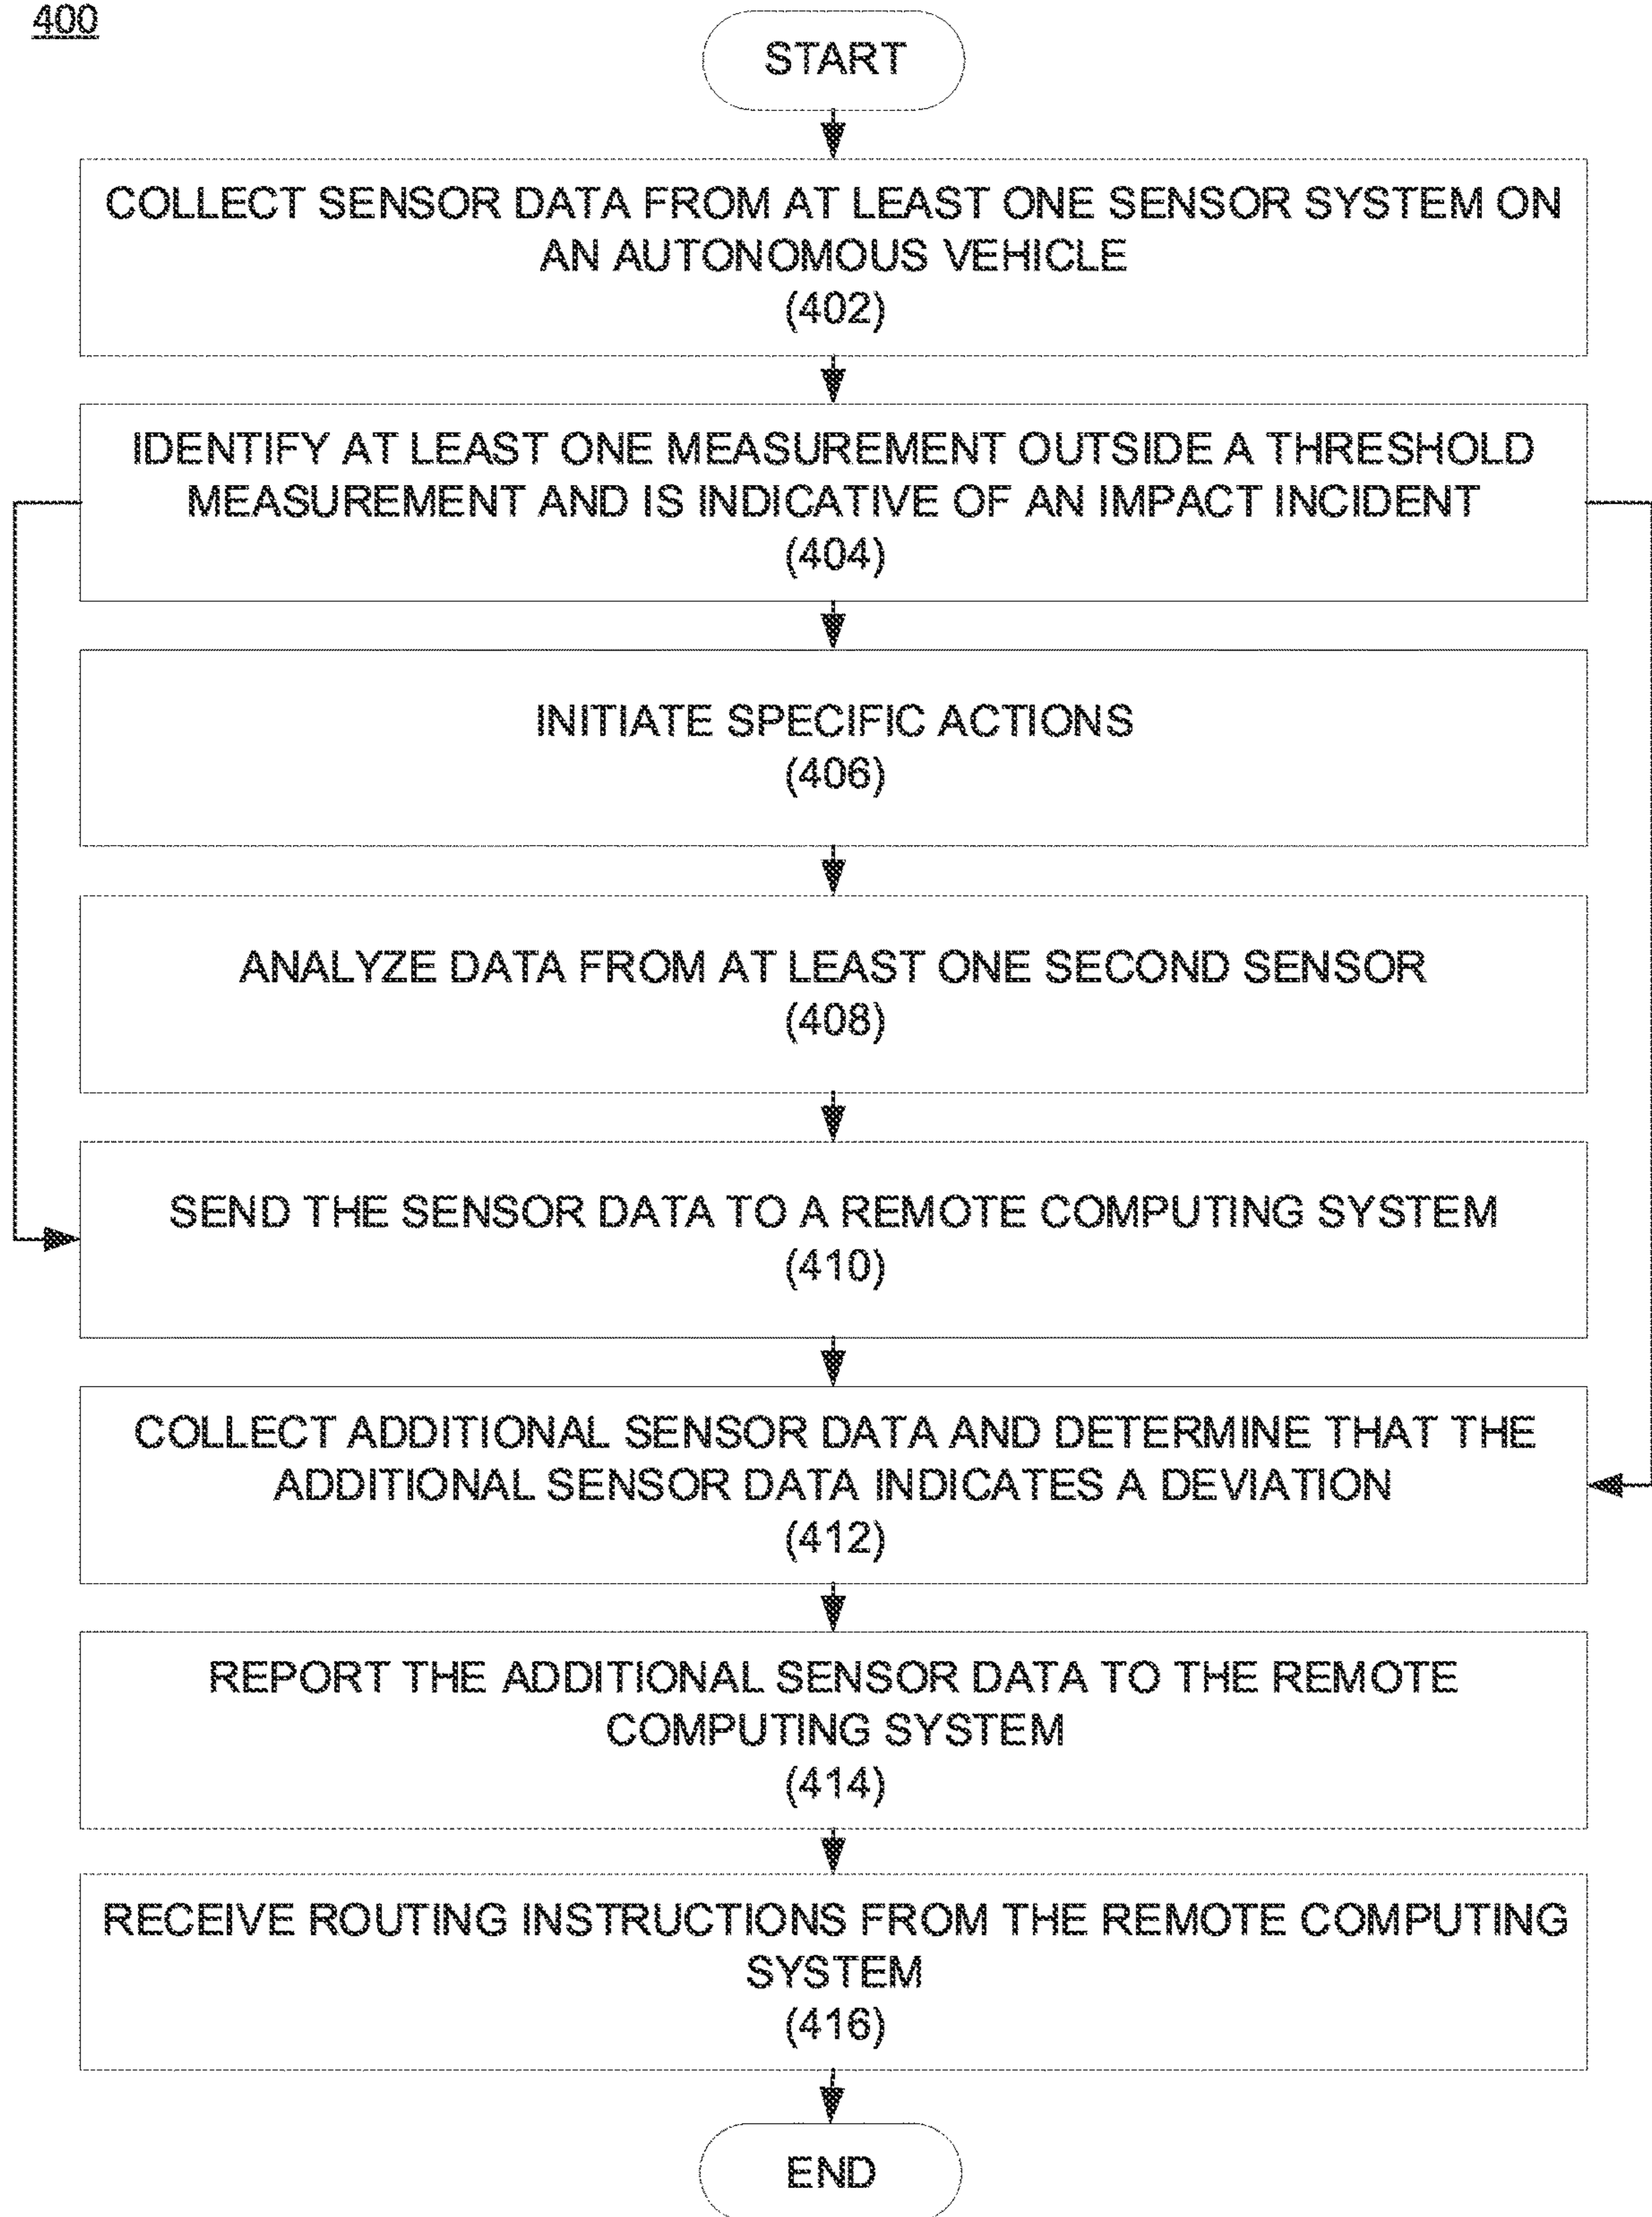 400
START
COLLECT SENSOR DATA FROM AT LEAST ONE SENSOR SYSTEM ON
AN AUTONOMOUS VEHICLE
(402)
IDENTIFY AT LEAST ONE MEASUREMENT OUTSIDE A THRESHOLD
MEASUREMENT AND IS INDICATIVE OF AN IMPACT INCIDENT
(404)
INITIATE SPECIFIC ACTIONS
(406)
ANALYZE DATA FROM AT LEAST ONE SECOND SENSOR
(408)
SEND THE SENSOR DATA TO A REMOTE COMPUTING SYSTEM
(410)
COLLECT ADDITIONAL SENSOR DATA AND DETERMINE THAT THE
ADDITIONAL SENSOR DATA INDICATES A DEVIATION
(412)
REPORT THE ADDITIONAL SENSOR DATA TO THE REMOTE
COMPUTING SYSTEM
(414)
RECEIVE ROUTING INSTRUCTIONS FROM THE REMOTE COMPUTING
SYSTEM
(416)
END